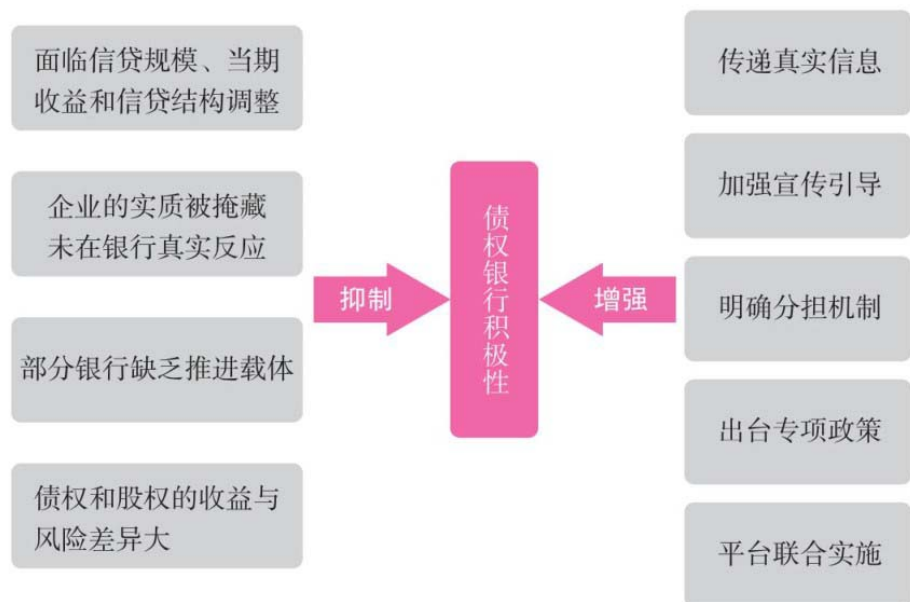 面临信贷规模、当期
收益和信贷结构调整
企业的实质被掩藏
未在银行真实反应
部分银行缺乏推进载体
债权和股权的收益与
风险差异大
抑制
债权银行积极性
增强
传递真实信息
加强宣传引导
明确分担机制
出台专项政策
平台联合实施